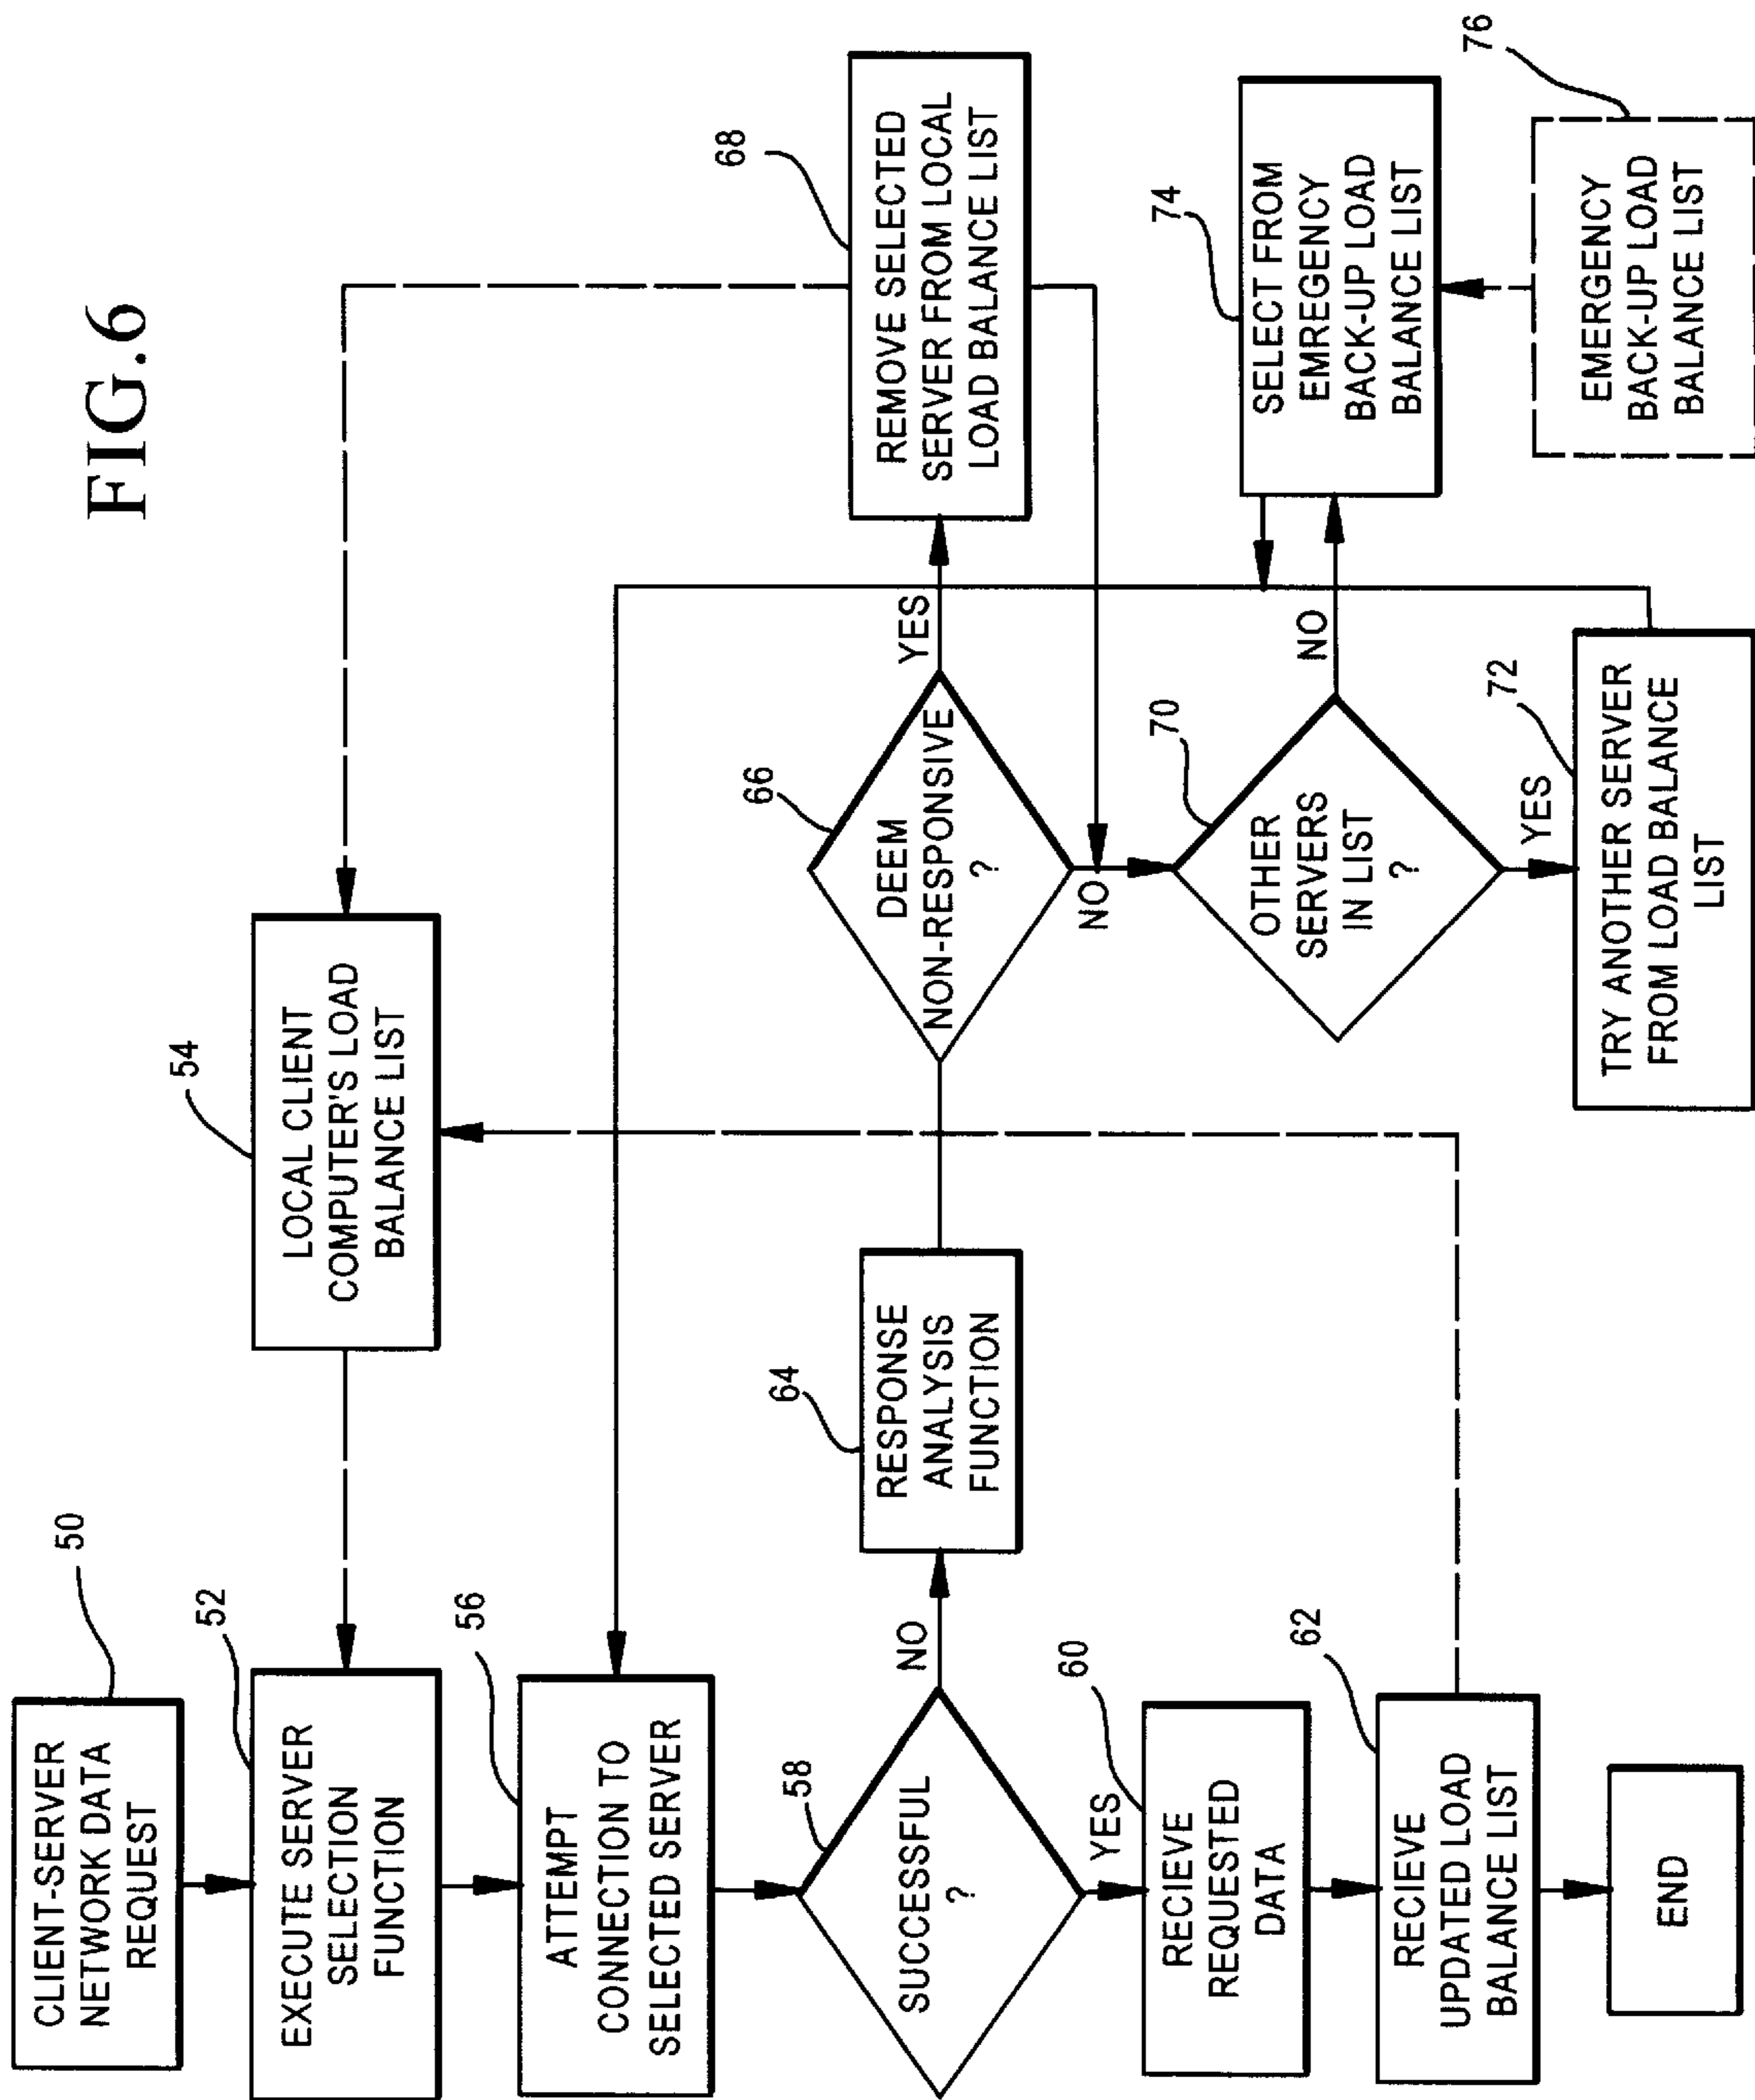 FIG.6
50
CLIENT-SERVER
NETWORK DATA
REQUEST
52
EXECUTE SERVER
SELECTION
FUNCTION
54
LOCAL CLIENT
COMPUTER'S LOAD
BALANCE LIST
56
ATTEMPT
CONNECTION TO
SELECTED SERVER
58
SUCCESSFUL
?
NO
YES
60
RECIEVE
REQUESTED
DATA
62
RECIEVE
UPDATED LOAD
BALANCE LIST
END
64
RESPONSE
ANALYSIS
FUNCTION
66
DEEM
NON-RESPONSIVE
?
YES
NO
68
REMOVE SELECTED
SERVER FROM LOCAL
LOAD BALANCE LIST
70
OTHER
SERVERS
IN LIST
?
NO
YES
72
TRY ANOTHER SERVER
FROM LOAD BALANCE
LIST
74
SELECT FROM
EMREGENCY
BACK-UP LOAD
BALANCE LIST
76
EMERGENCY
BACK-UP LOAD
BALANCE LIST